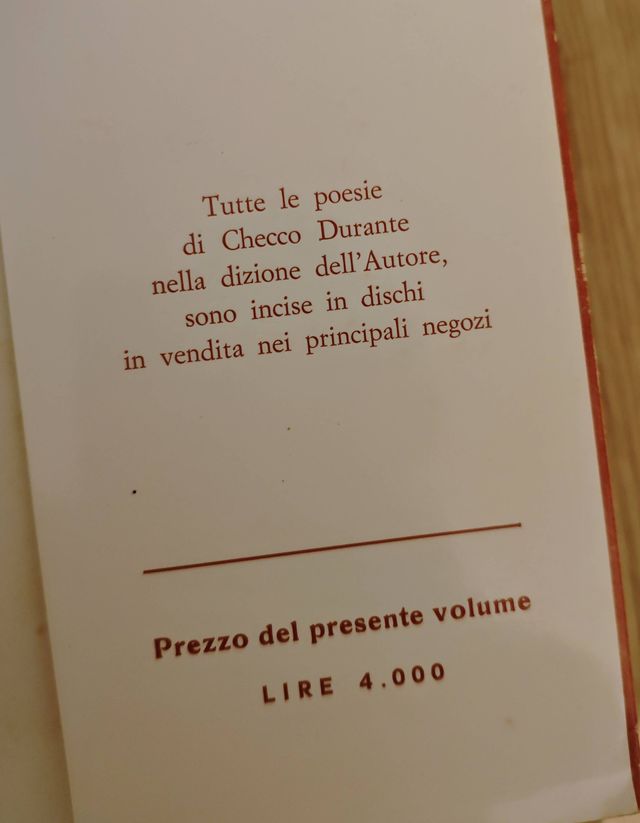 Tutte le poesie
di Checco Durante
nella dizione dell'Autore,
sono incise in dischi
in vendita nei principali negozi
Prezzo del presente volume
LIRE 4.000